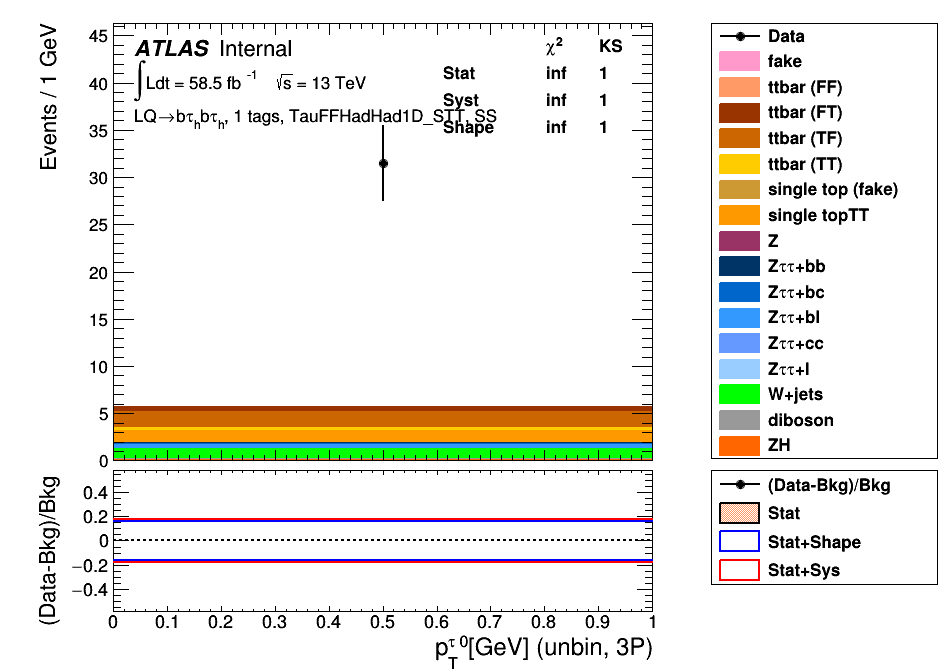 ATLAS Internal
∫Ldt = 58.5 fb⁻¹ √s = 13 TeV
LQ→bτₕbτₕ, 1 tags, TauFFHadHad1D_STT, SS
χ² KS
Stat inf 1
Syst inf 1
Shape inf 1
Events / 1 GeV
45
40
35
30
25
20
15
10
5
0
Data
fake
ttbar (FF)
ttbar (FT)
ttbar (TF)
ttbar (TT)
single top (fake)
single topTT
Z
Zττ+bb
Zττ+bc
Zττ+bl
Zττ+cc
Zττ+l
W+jets
diboson
ZH
(Data-Bkg)/Bkg
0.4
0.2
0
−0.2
−0.4
0 0.1 0.2 0.3 0.4 0.5 0.6 0.7 0.8 0.9 1
p_T^τ0[GeV] (unbin, 3P)
(Data-Bkg)/Bkg
Stat
Stat+Shape
Stat+Sys